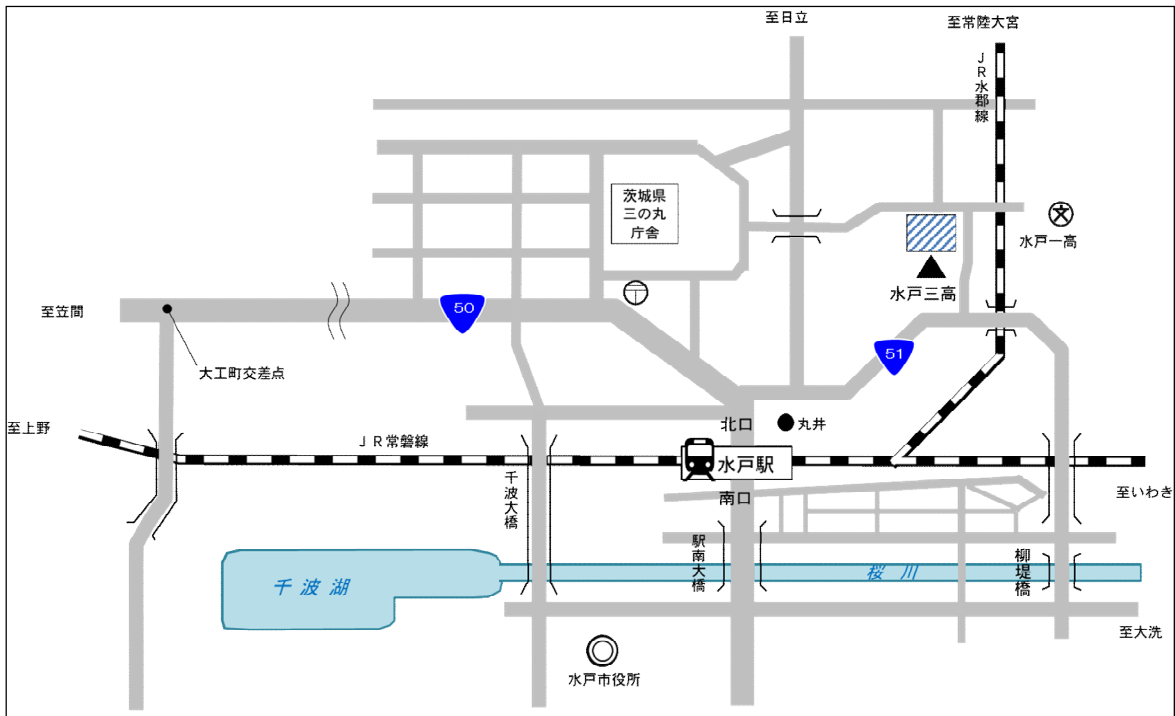 至日立
至常陸大宮
JR水郡線
茨城県
三の丸
庁舎
水戸一高
水戸三高
50
至笠間
51
大工町交差点
北口
丸井
至上野
JR常磐線
水戸駅
千波大橋
南口
至いわき
駅南大橋
柳堤橋
千波湖
桜川
至大洗
水戸市役所